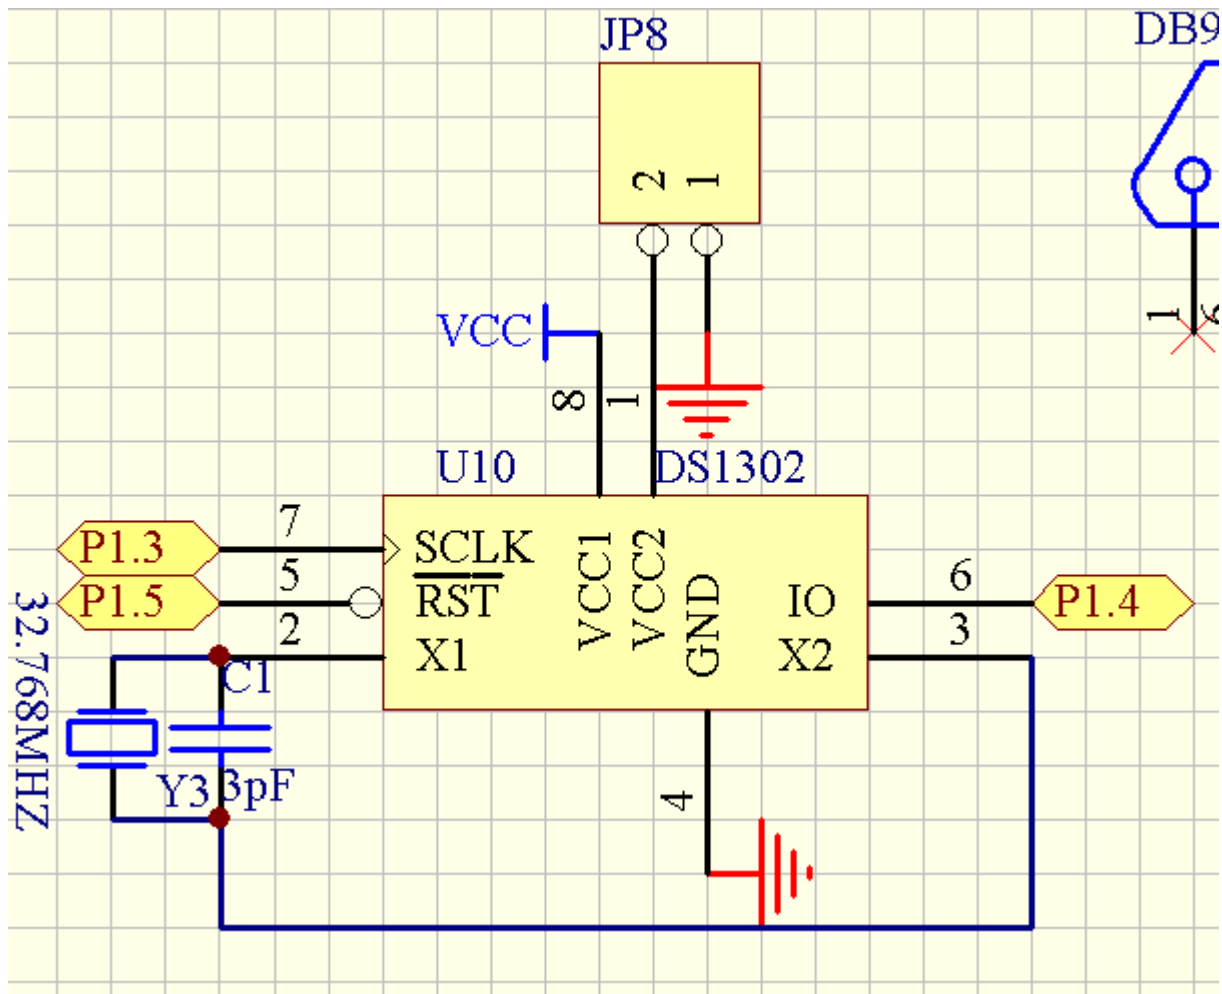 JP8
DB9
2
1
VCC
8
1
1
U10
DS1302
P1.3
7
SCLK
P1.5
5
RST
2
X1
VCC1
VCC2
GND
IO
6
P1.4
X2
3
32.768MHZ
C1
Y3
3pF
4